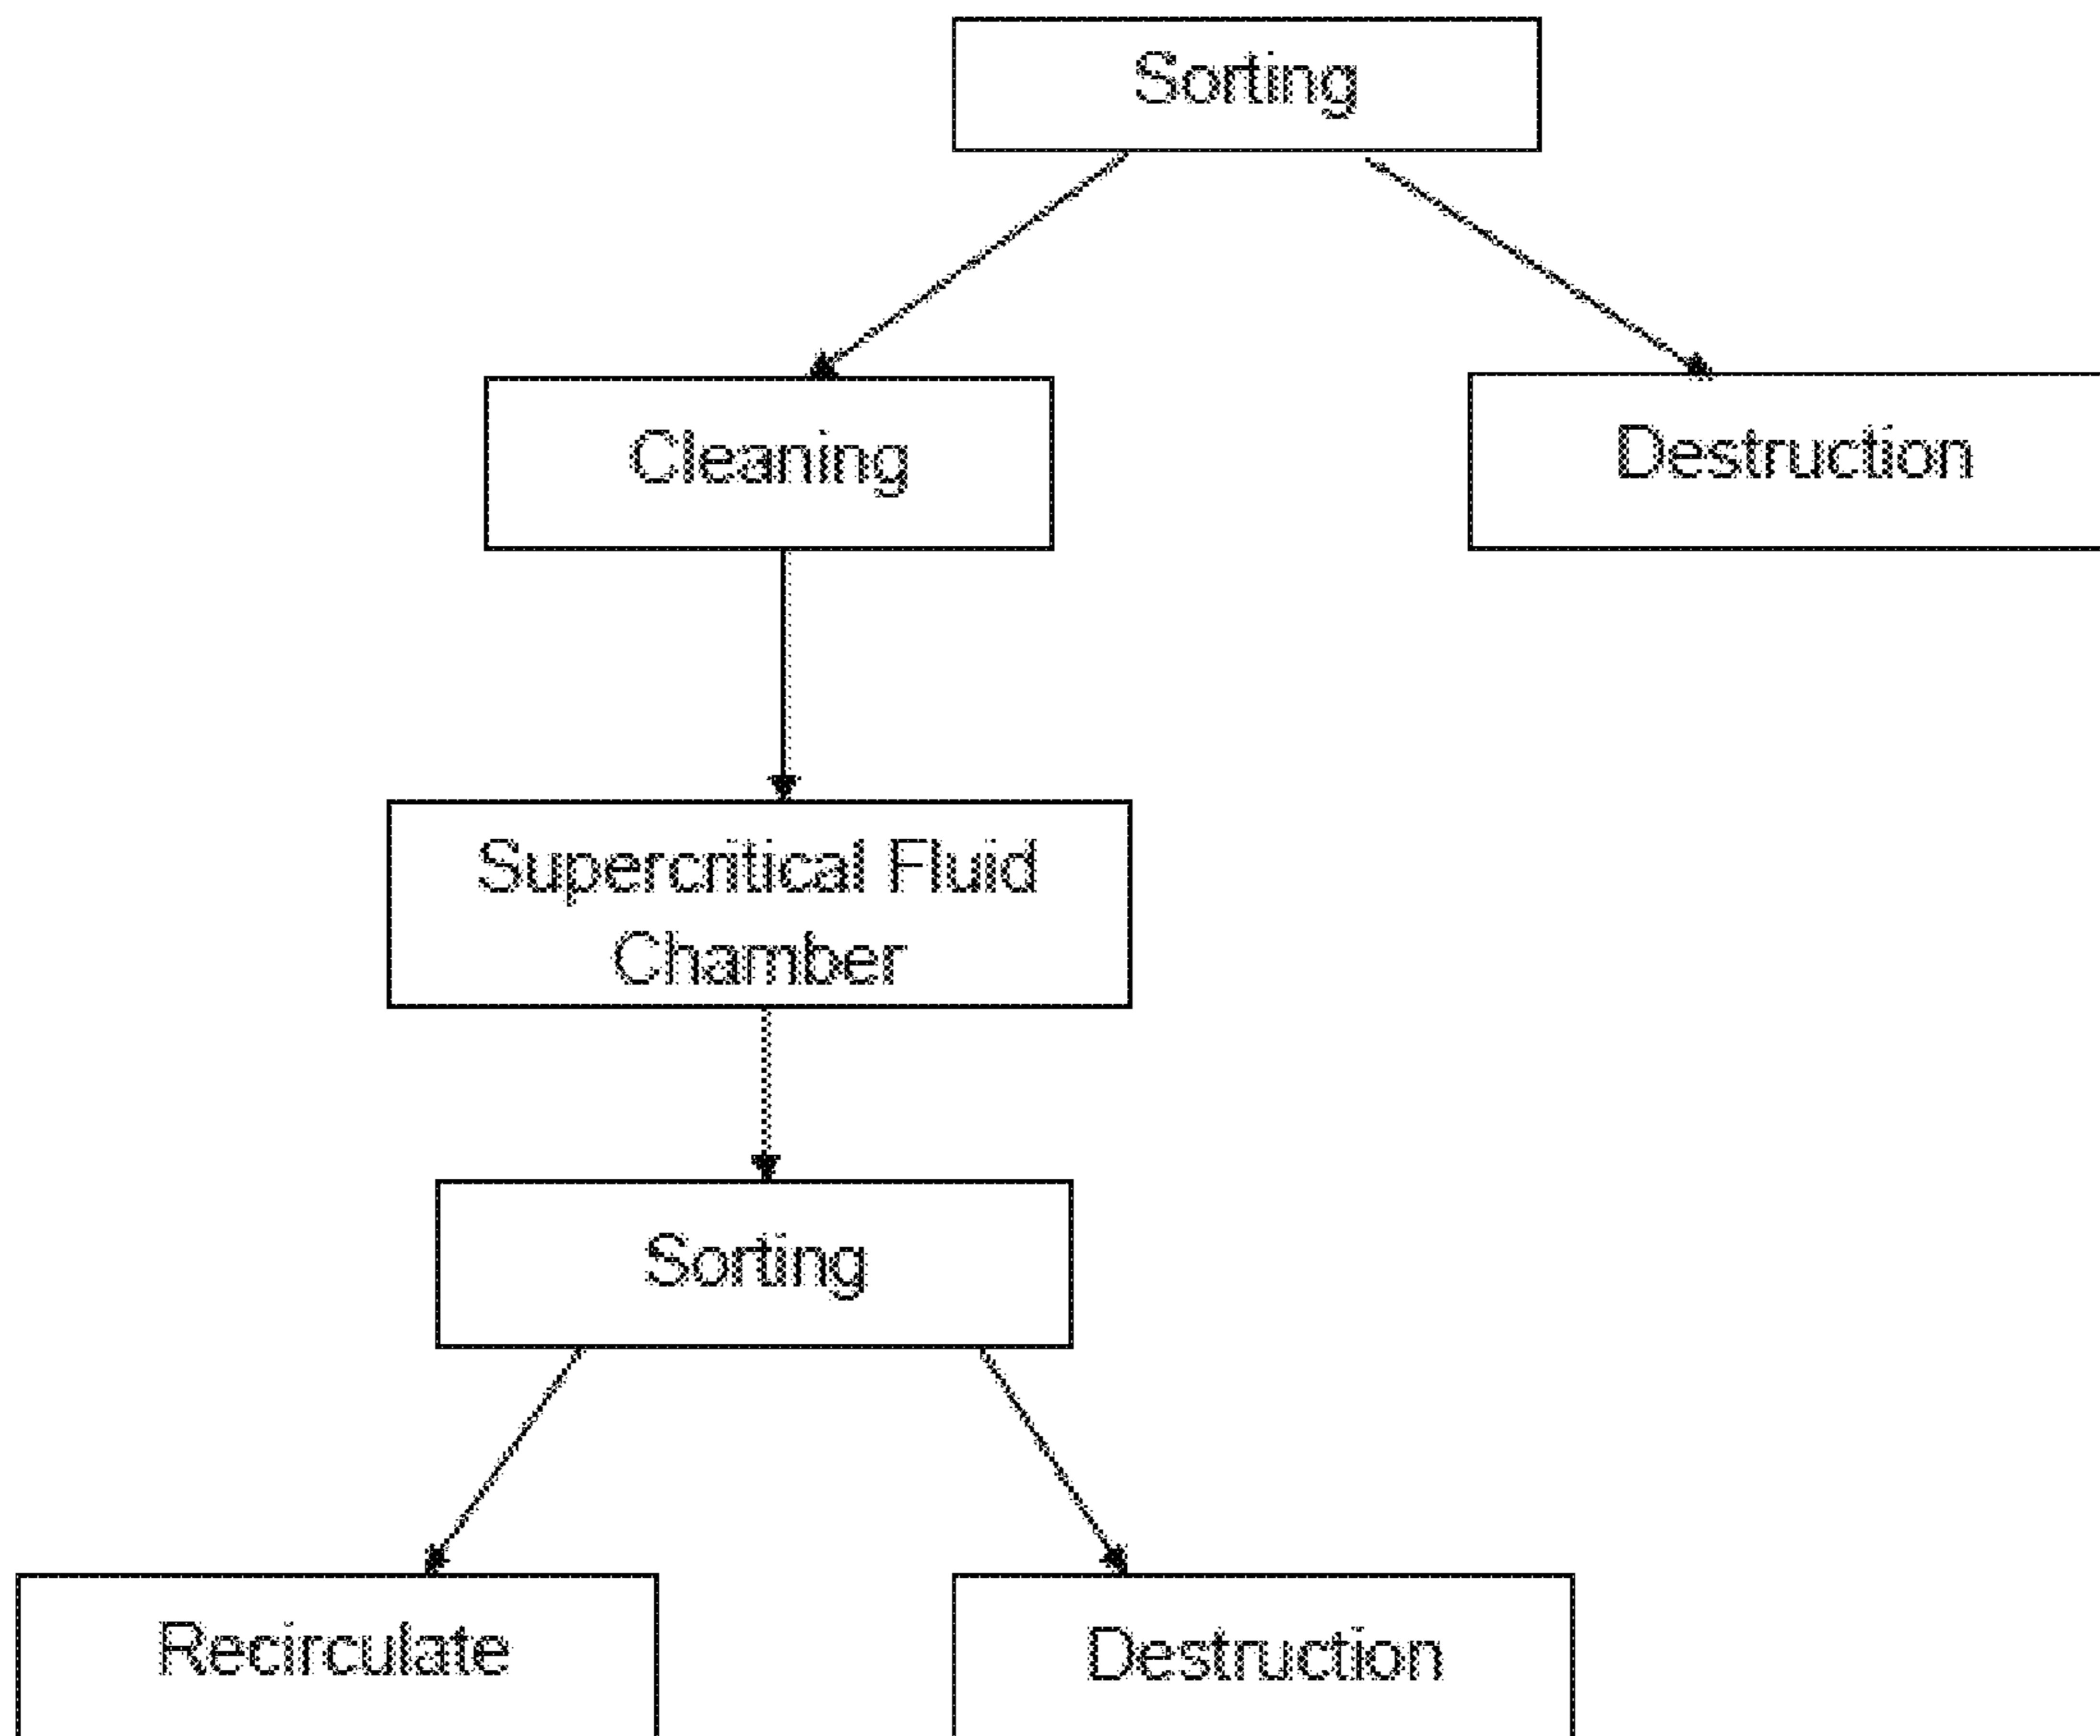 Sorting
Cleaning
Destruction
Supercritical Fluid
Chamber
Sorting
Recirculate
Destruction